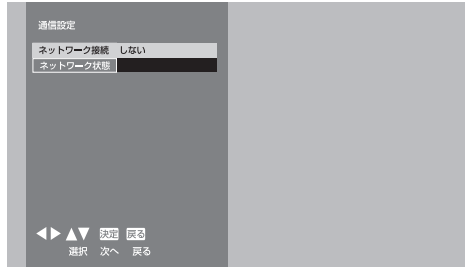 通信設定
ネットワーク接続 しない
ネットワーク状態
決定 戻る
選択 次へ 戻る